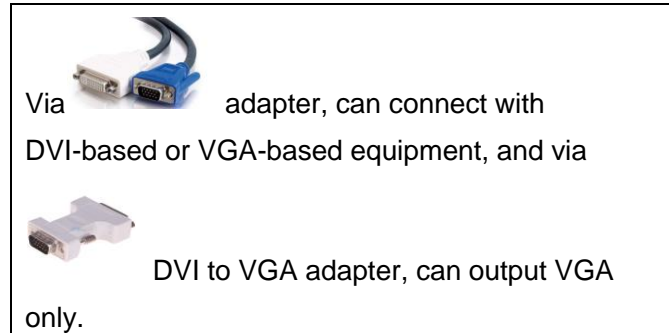 Via adapter, can connect with
DVI-based or VGA-based equipment, and via
DVI to VGA adapter, can output VGA
only.